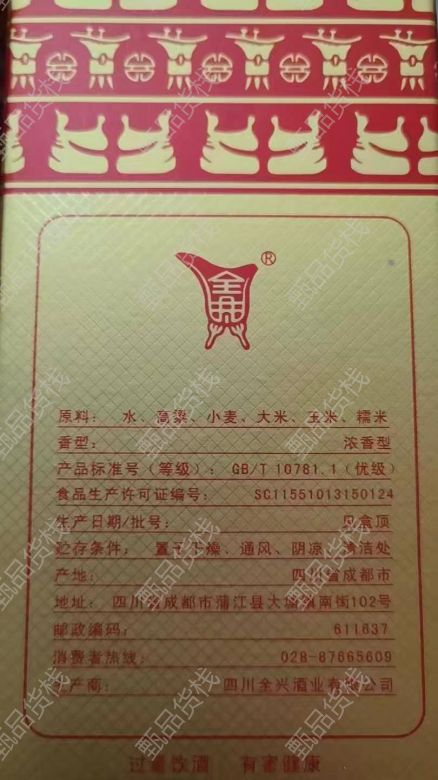 全興
®
原料： 水、高粱、小麦、大米、玉米、糯米
香型： 浓香型
产品标准号（等级）： GB/T 10781.1（优级）
食品生产许可证编号： SC11551013150124
生产日期/批号： 见盒顶
贮存条件： 置于干燥、通风、阴凉、清洁处
产地： 四川省成都市
地址： 四川省成都市蒲江县大塘镇南街102号
邮政编码： 611637
消费者热线： 028-87665609
生产商： 四川全兴酒业有限公司
过量饮酒 有害健康
甄品货栈